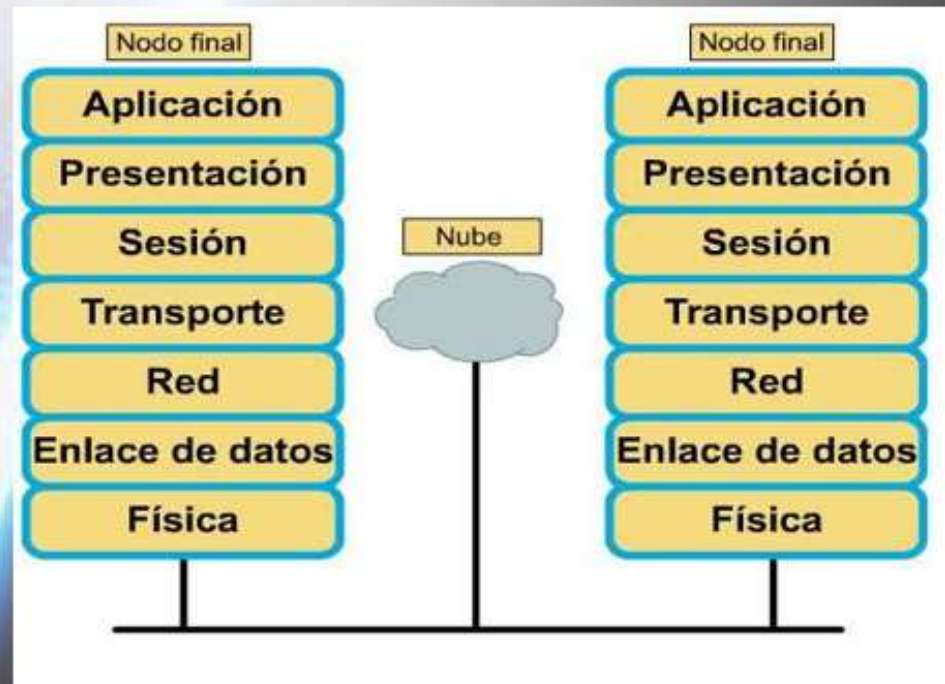 Nodo final
Aplicación
Presentación
Sesión
Transporte
Red
Enlace de datos
Física
Nube
Nodo final
Aplicación
Presentación
Sesión
Transporte
Red
Enlace de datos
Física